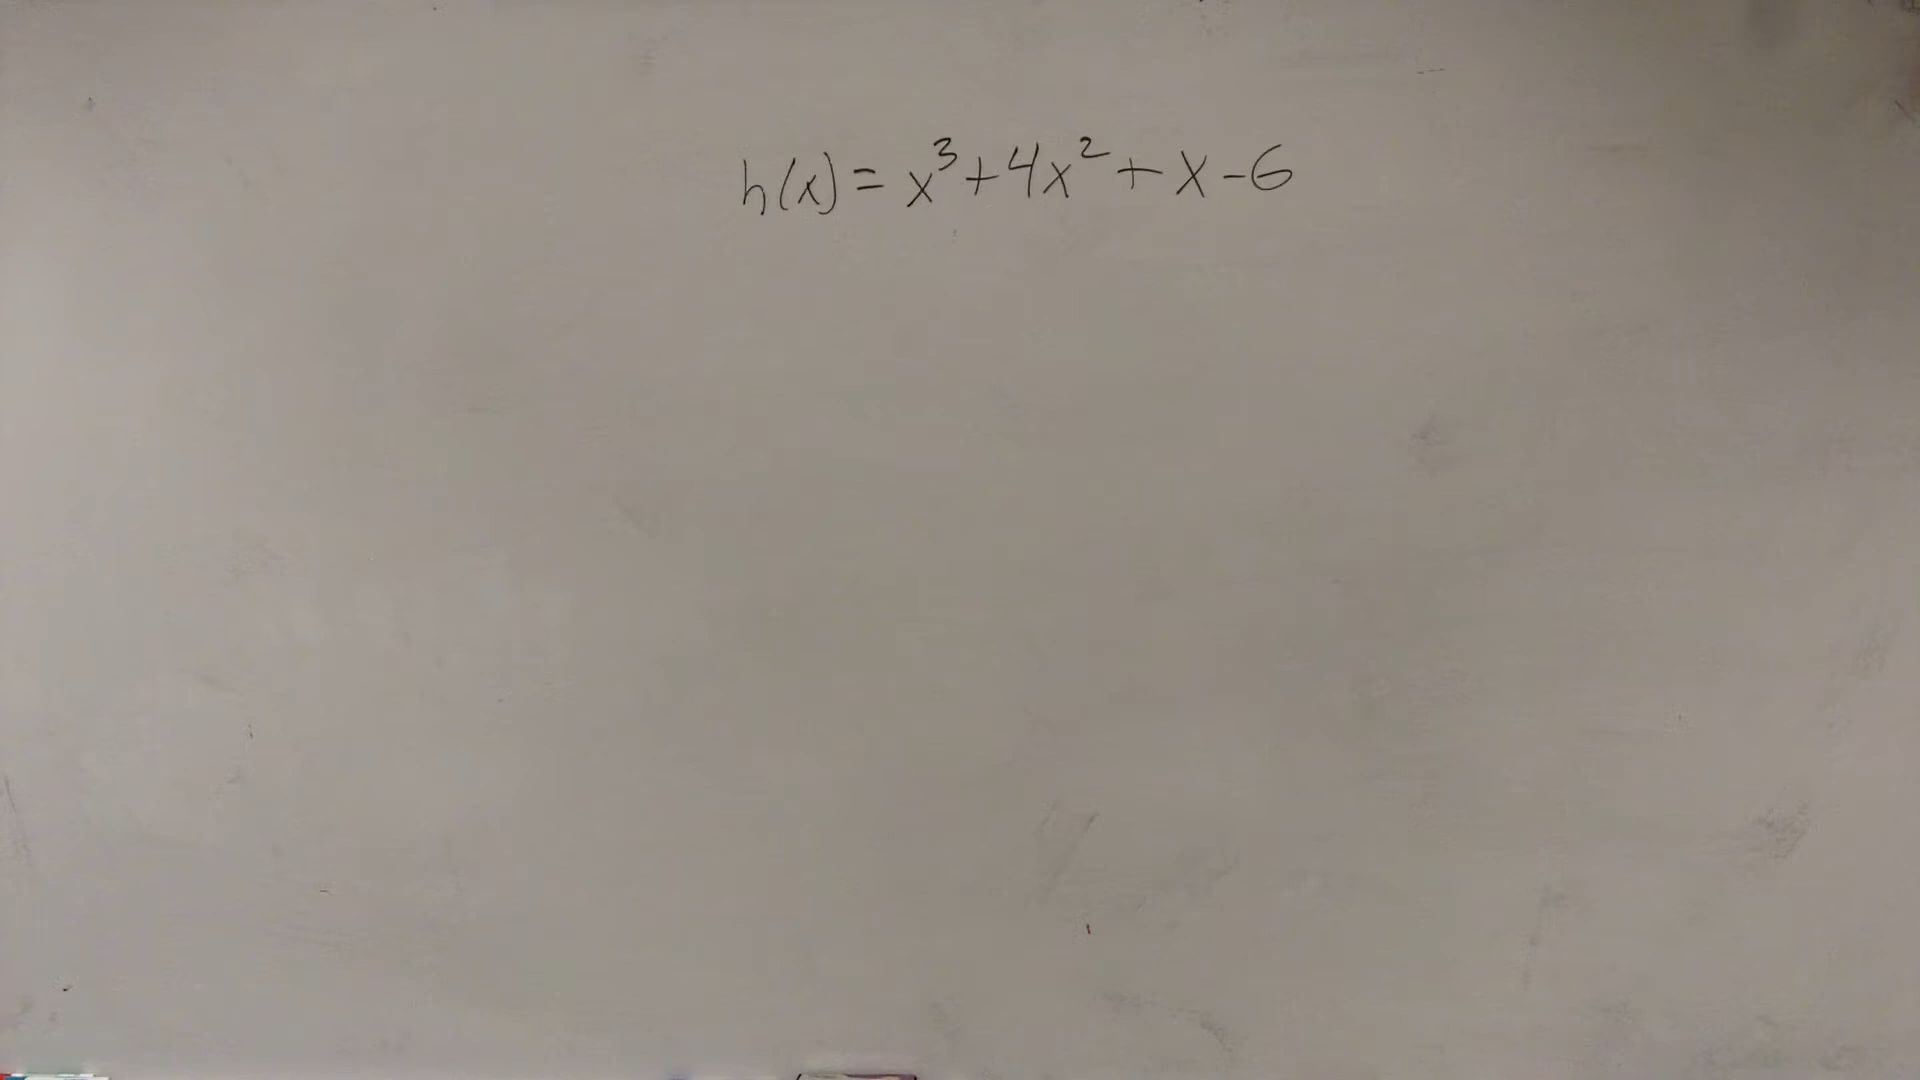 h(x) = x³ + 4x² + x - 6